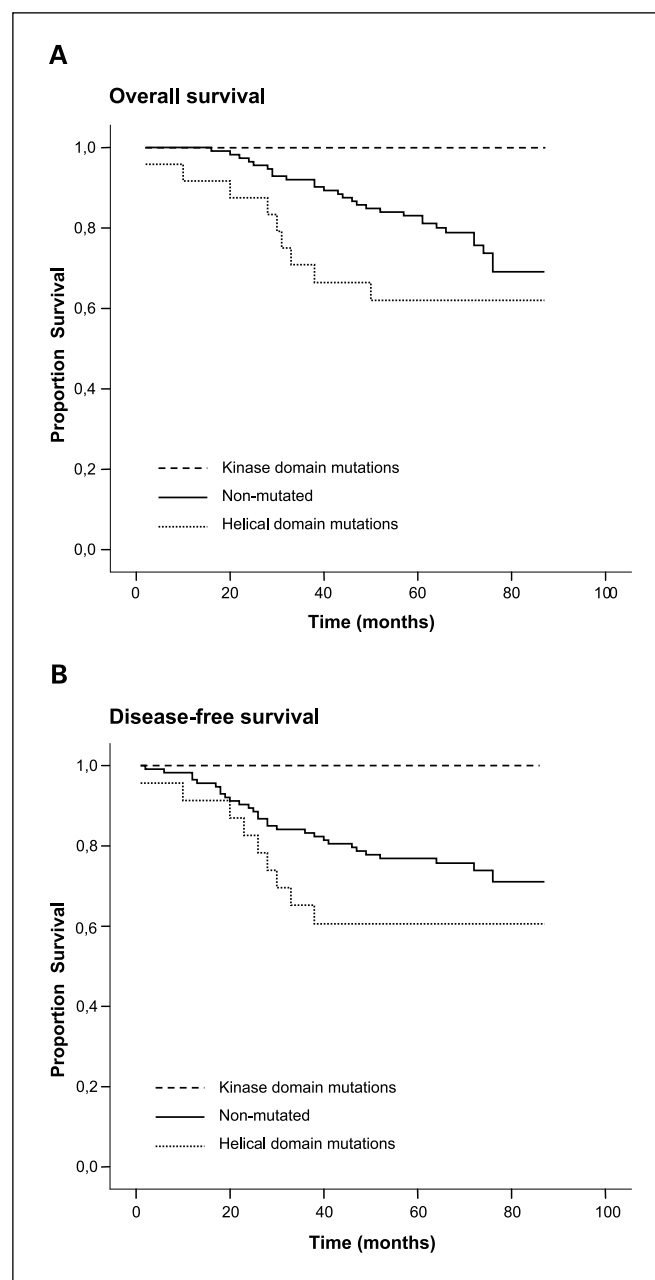 A
Overall survival
1,0
0,8
0,6
0,4
0,2
0,0
Proportion Survival
Kinase domain mutations
Non-mutated
Helical domain mutations
0 20 40 60 80 100
Time (months)
B
Disease-free survival
1,0
0,8
0,6
0,4
0,2
0,0
Proportion Survival
Kinase domain mutations
Non-mutated
Helical domain mutations
0 20 40 60 80 100
Time (months)